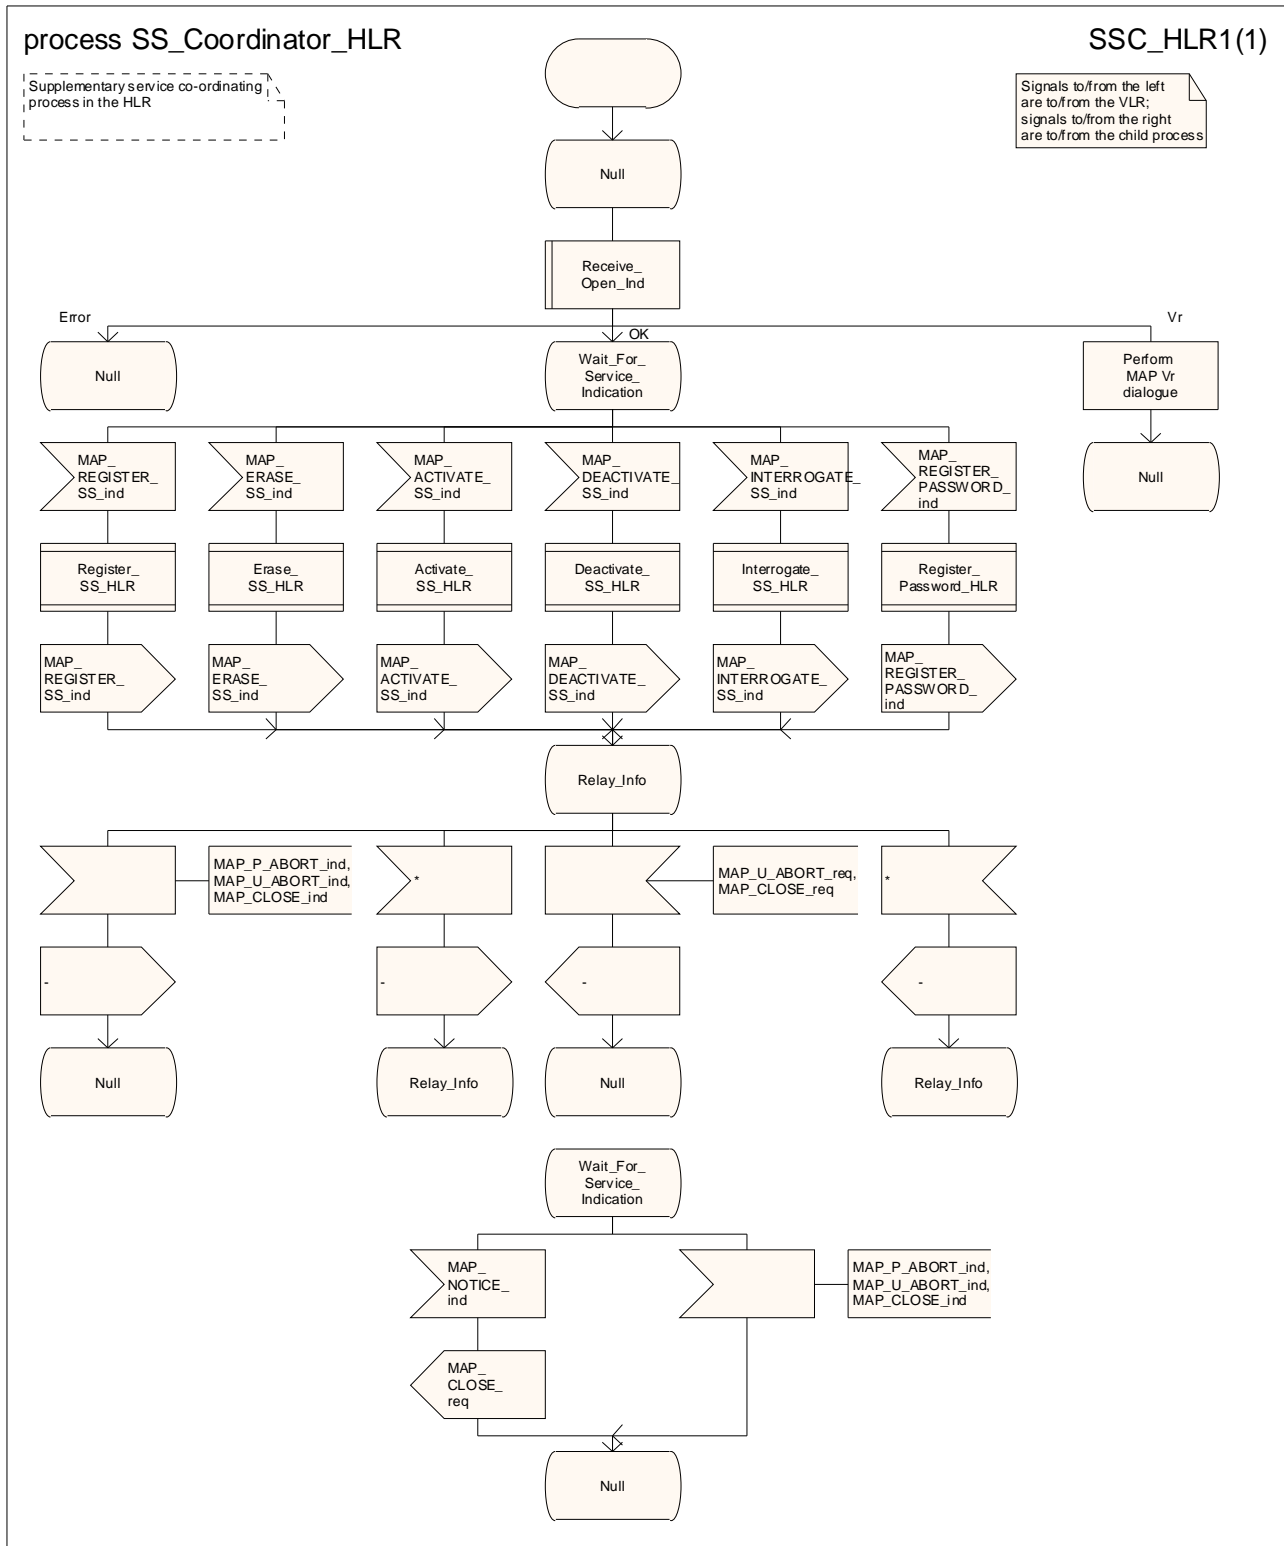 process SS_Coordinator_HLR
SSC_HLR1(1)
Supplementary service co-ordinating
process in the HLR
Signals to/from the left
are to/from the VLR;
signals to/from the right
are to/from the child process
Null
Receive_
Open_Ind
Error
OK
Vr
Null
Wait_For_
Service_
Indication
Perform
MAP Vr
dialogue
MAP_
REGISTER_
SS_ind
MAP_
ERASE_
SS_ind
MAP_
ACTIVATE_
SS_ind
MAP_
DEACTIVATE_
SS_ind
MAP_
INTERROGATE_
SS_ind
MAP_
REGISTER_
PASSWORD_
ind
Null
Register_
SS_HLR
Erase_
SS_HLR
Activate_
SS_HLR
Deactivate_
SS_HLR
Interrogate_
SS_HLR
Register_
Password_HLR
MAP_
REGISTER_
SS_ind
MAP_
ERASE_
SS_ind
MAP_
ACTIVATE_
SS_ind
MAP_
DEACTIVATE_
SS_ind
MAP_
INTERROGATE_
SS_ind
MAP_
REGISTER_
PASSWORD_
ind
Relay_Info
MAP_P_ABORT_ind,
MAP_U_ABORT_ind,
MAP_CLOSE_ind
*
MAP_U_ABORT_req,
MAP_CLOSE_req
*
-
-
-
-
Null
Relay_Info
Null
Relay_Info
Wait_For_
Service_
Indication
MAP_
NOTICE_
ind
MAP_P_ABORT_ind,
MAP_U_ABORT_ind,
MAP_CLOSE_ind
MAP_
CLOSE_
req
Null